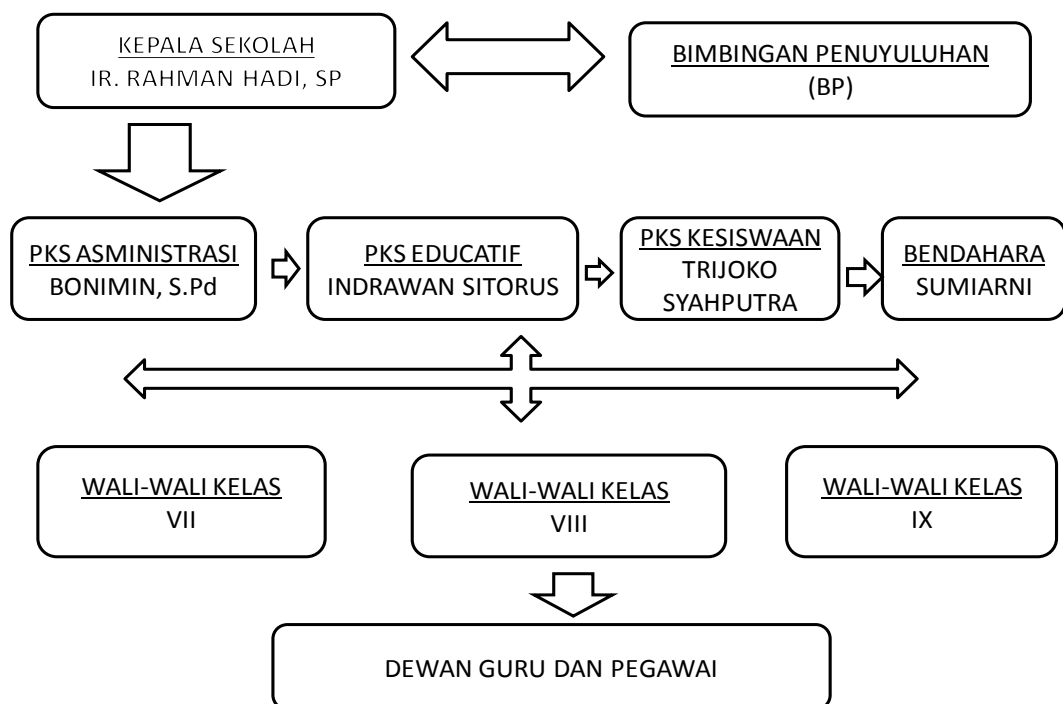 KEPALA SEKOLAH
IR. RAHMAN HADI, SP
BIMBINGAN PENUYULUHAN
(BP)
PKS ASMINISTRASI
BONIMIN, S.Pd
PKS EDUCATIF
INDRAWAN SITORUS
PKS KESISWAAN
TRIJOKO
SYAHPUTRA
BENDAHARA
SUMIARNI
WALI-WALI KELAS
VII
WALI-WALI KELAS
VIII
WALI-WALI KELAS
IX
DEWAN GURU DAN PEGAWAI